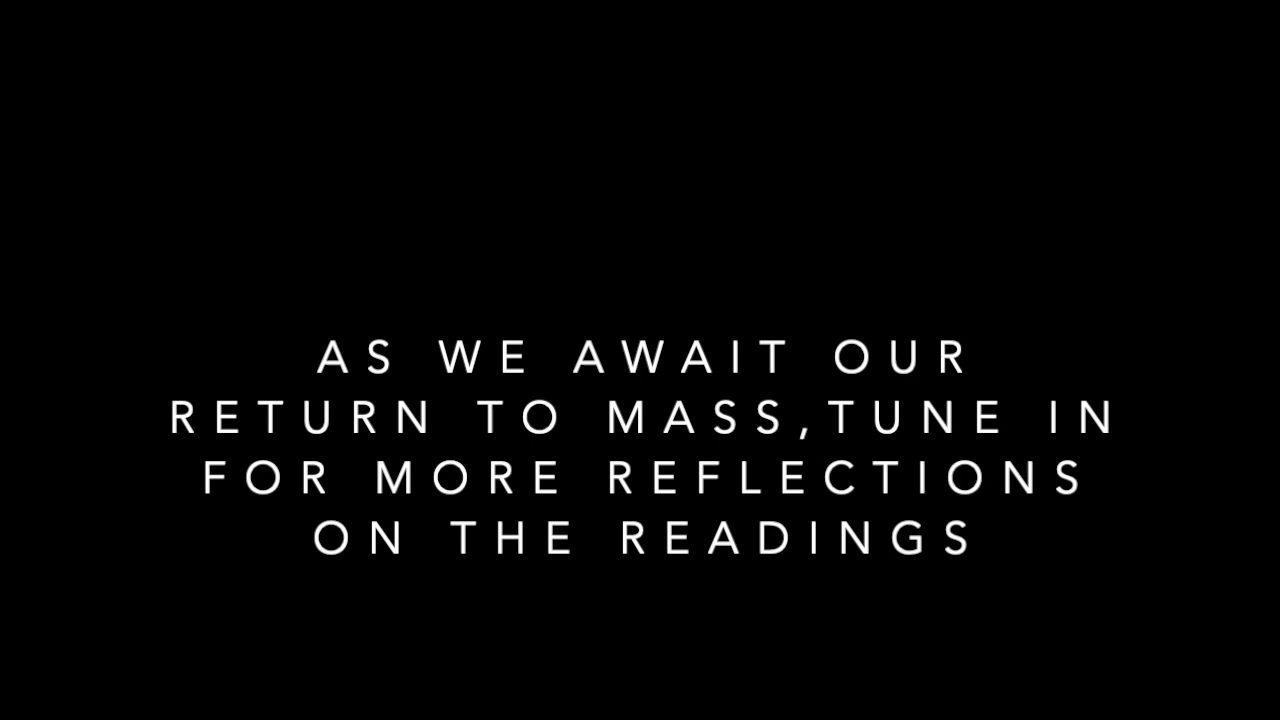 AS WE AWAIT OUR
RETURN TO MASS,TUNE IN
FOR MORE REFLECTIONS
ON THE READINGS